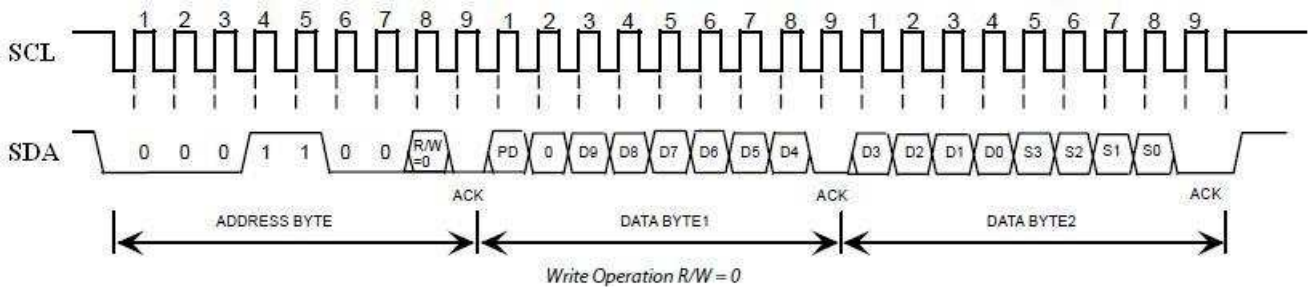 1 2 3 4 5 6 7 8 9 1 2 3 4 5 6 7 8 9 1 2 3 4 5 6 7 8 9
SCL
SDA 0 0 0 1 1 0 0 R/W =0 PD 0 D9 D8 D7 D6 D5 D4 D3 D2 D1 D0 S3 S2 S1 S0
ACK ACK ACK
ADDRESS BYTE DATA BYTE1 DATA BYTE2
Write Operation R/W = 0